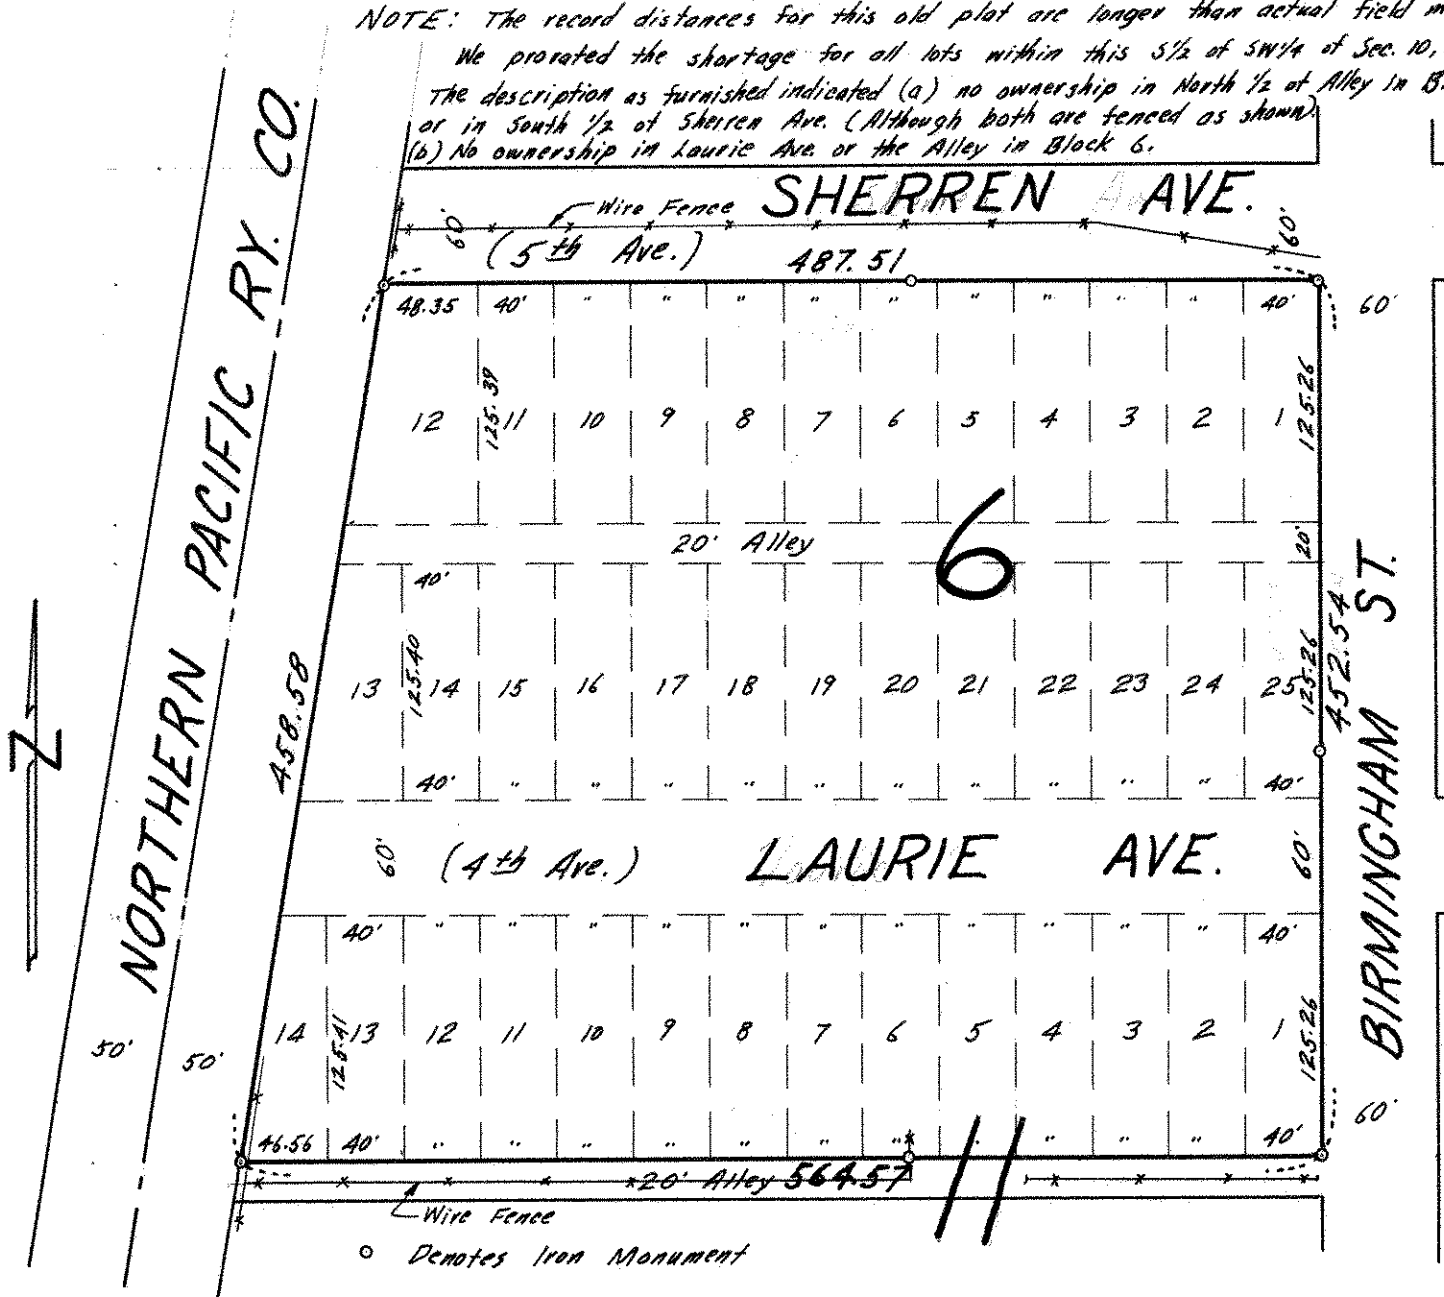 NOTE: The record distances for this old plat are longer than actual field
We prorated the shortage for all lots within this S½ of SW¼ of Sec. 10,
The description as furnished indicated (a) no ownership in North ½ of Alley in B.
or in South ½ of Sherren Ave. (Although both are fenced as shown).
(b) No ownership in Laurie Ave. or the Alley in Block 6.
SHERREN AVE.
Wire Fence
60'
60'
(5th Ave.)
487.51
48.35 40' " " " " " " " " " 40'
60'
125.39
125.26
12 11 10 9 8 7 6 5 4 3 2 1
6
20' Alley
20'
40'
125.40
125.26
452.54
13 14 15 16 17 18 19 20 21 22 23 24 25
40' " " " " " " " " " " 40'
458.58
NORTHERN PACIFIC RY. CO.
BIRMINGHAM ST.
N
60'
(4th Ave.)
LAURIE AVE.
60'
40' " " " " " " " " " " " 40'
125.41
125.26
14 13 12 11 10 9 8 7 6 5 4 3 2 1
50'
50'
60'
46.56 40' " " " " " " " " " " " 40'
11
20' Alley 564.57
Wire Fence
Denotes Iron Monument